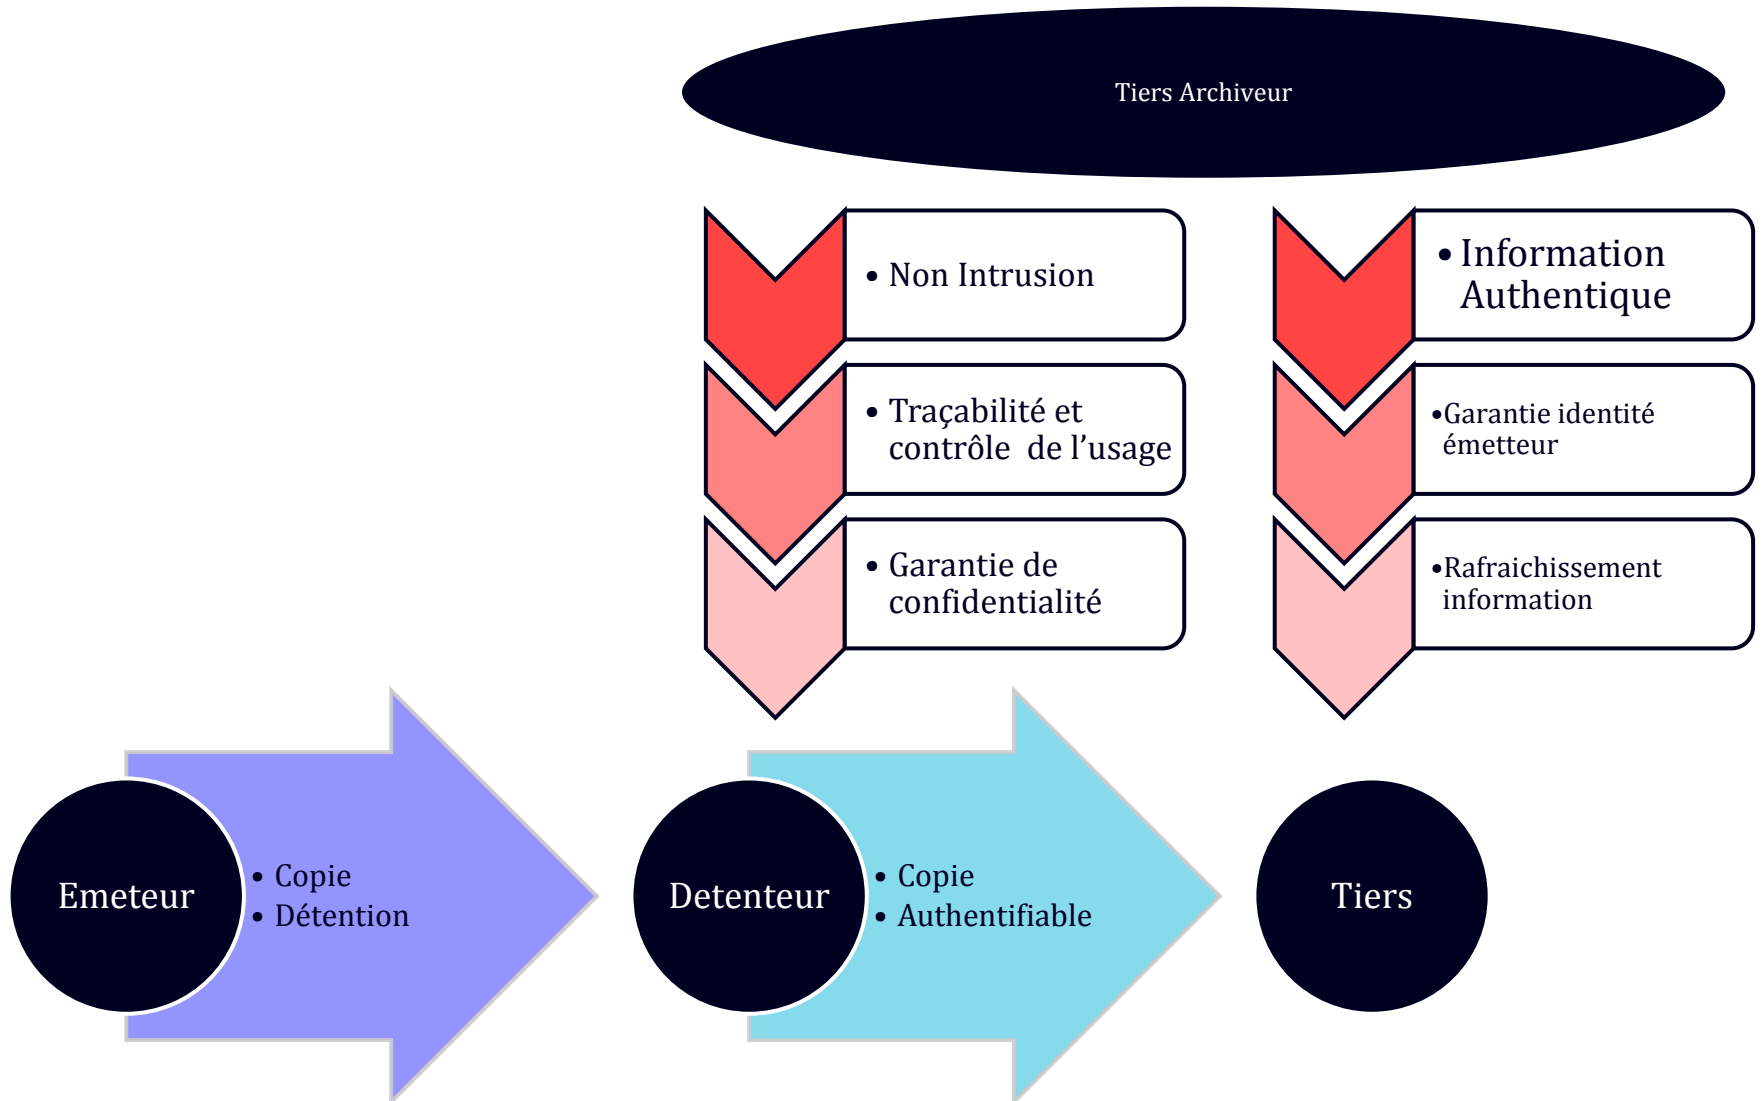 Tiers Archiveur
• Non Intrusion
• Traçabilité et
contrôle  de l’usage
• Garantie de
confidentialité
• Information
Authentique
•Garantie identité
émetteur
•Rafraichissement
information
Emeteur
• Copie
• Détention
Detenteur
• Copie
• Authentifiable
Tiers